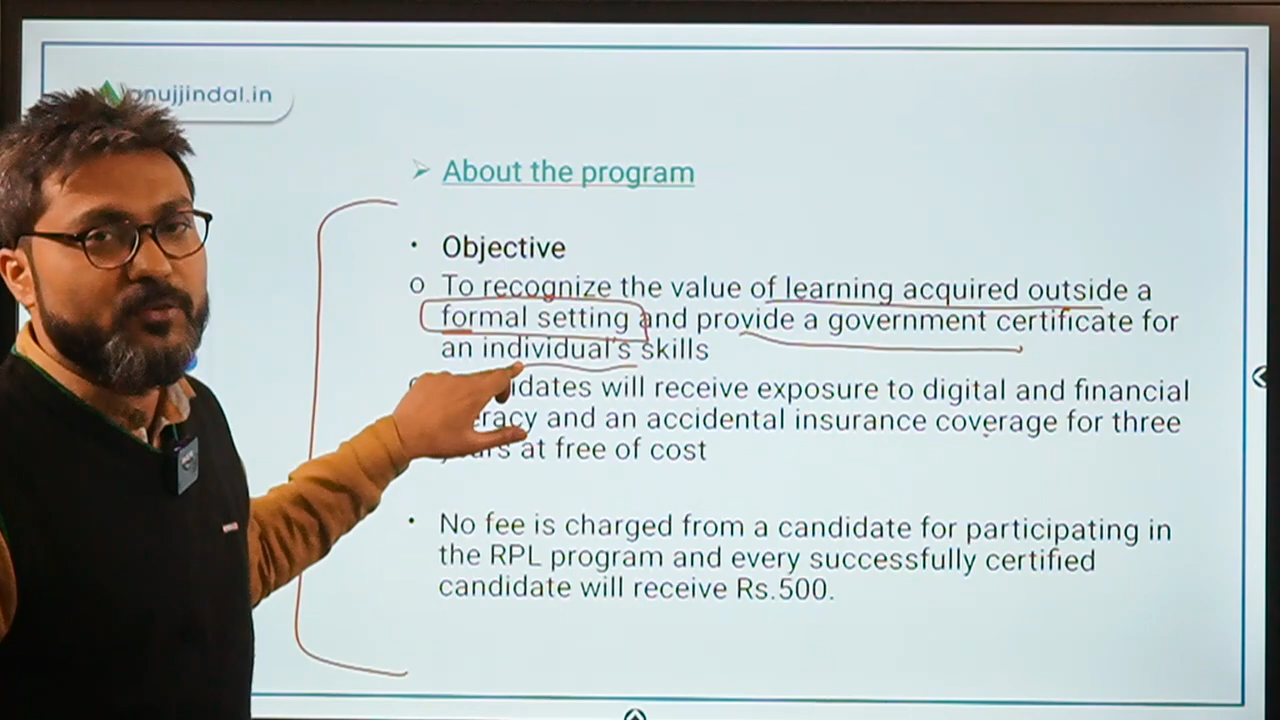 anujjindal.in
About the program
Objective
To recognize the value of learning acquired outside a
formal setting and provide a government certificate for
an individual's skills
will receive exposure to digital and financial
and an accidental insurance coverage for three
at free of cost
No fee is charged from a candidate for participating in
the RPL program and every successfully certified
candidate will receive Rs.500.